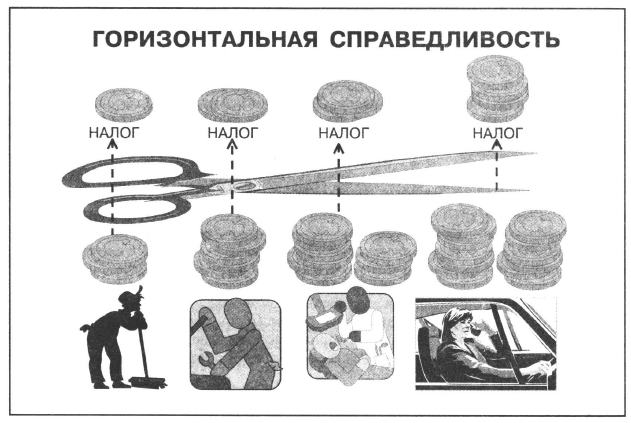 ГОРИЗОНТАЛЬНАЯ СПРАВЕДЛИВОСТЬ
НАЛОГ НАЛОГ НАЛОГ НАЛОГ